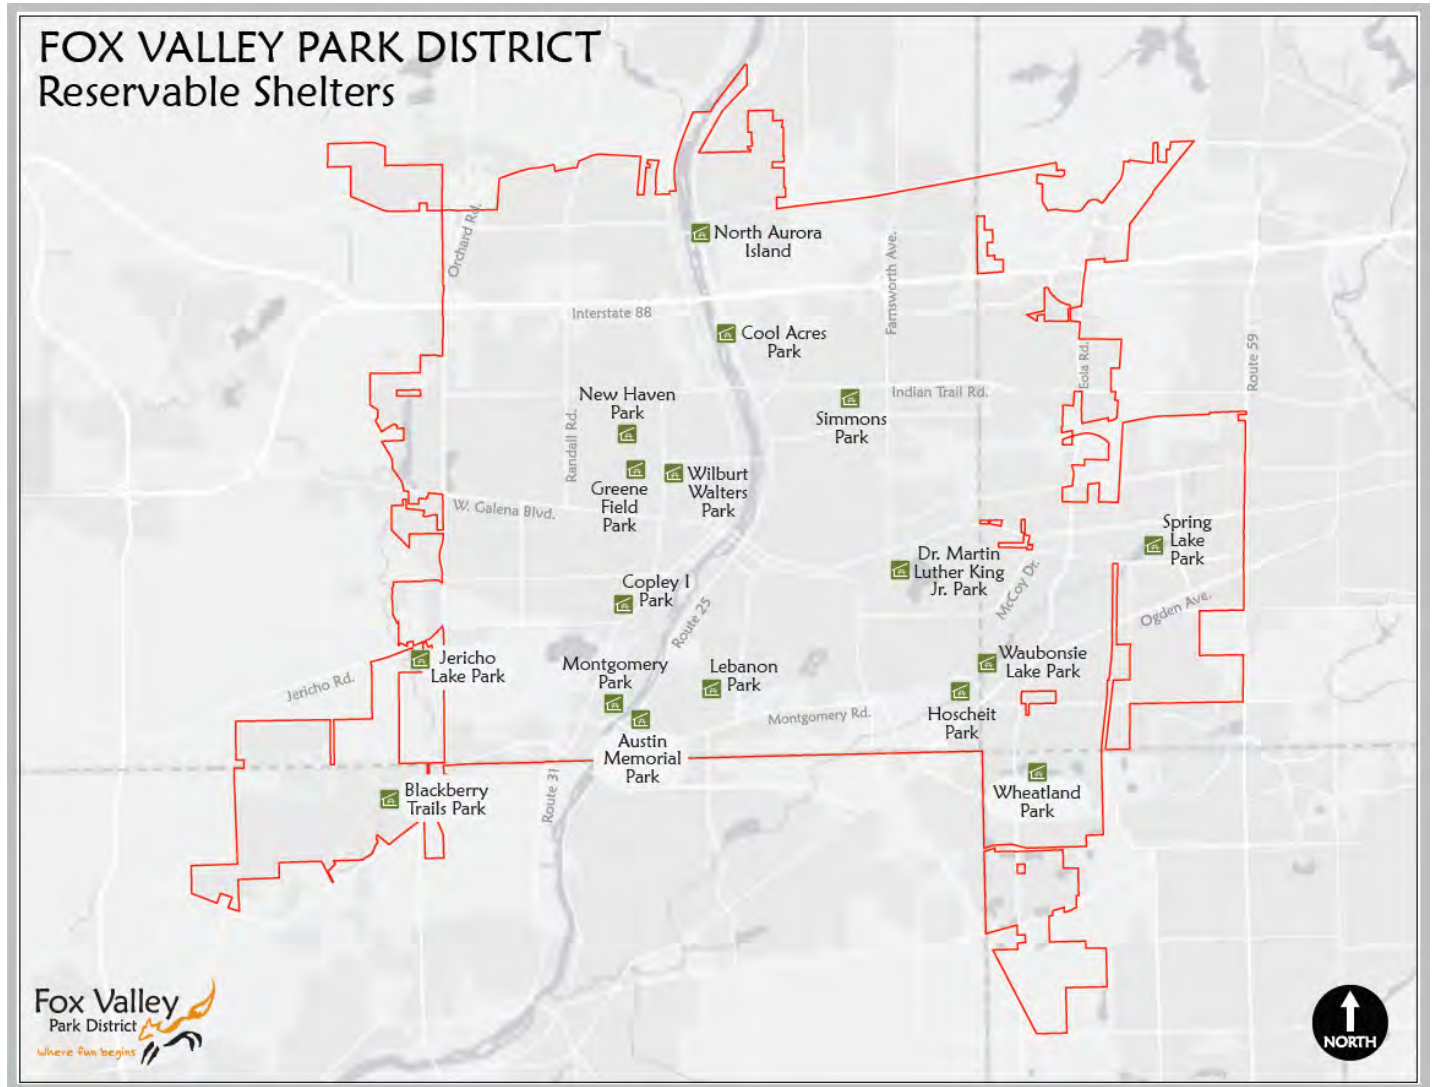 FOX VALLEY PARK DISTRICT
Reservable Shelters
Orchard Rd.
North Aurora
Island
Farnsworth Ave.
Interstate 88
Cool Acres
Park
Eola Rd.
Route 59
New Haven
Park
Randall Rd.
Indian Trail Rd.
Simmons
Park
Greene
Field
Park
Wilburt
Walters
Park
W. Galena Blvd.
Spring
Lake
Park
Dr. Martin
Luther King
Jr. Park
McCoy Dr.
Ogden Ave.
Copley I
Park
Route 25
Jericho
Lake Park
Jericho Rd.
Montgomery
Park
Lebanon
Park
Waubonsie
Lake Park
Hoscheit
Park
Montgomery Rd.
Austin
Memorial
Park
Route 31
Blackberry
Trails Park
Wheatland
Park
Fox Valley
Park District
Where fun begins
NORTH